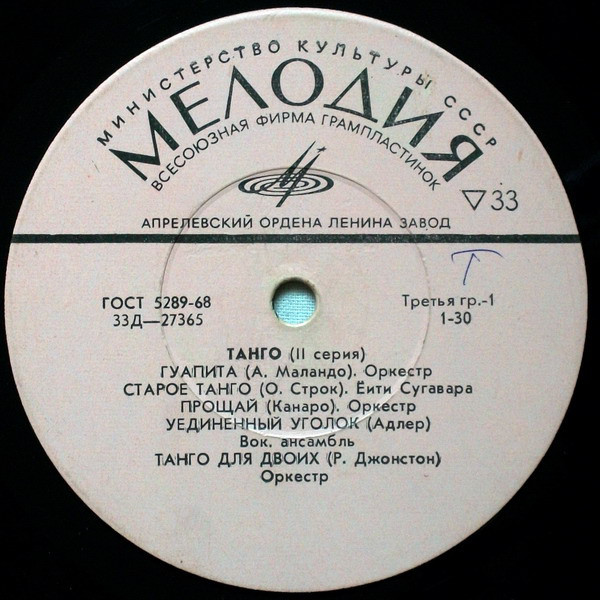 МИНИСТЕРСТВО КУЛЬТУРЫ СССР
МЕЛОДИЯ
ВСЕСОЮЗНАЯ ФИРМА ГРАМПЛАСТИНОК
▽33
АПРЕЛЕВСКИЙ ОРДЕНА ЛЕНИНА ЗАВОД
Т
ГОСТ 5289-68
33Д—27365
Третья гр.-1
1-30
ТАНГО (II серия)
ГУАПИТА (А. Маландо). Оркестр
СТАРОЕ ТАНГО (О. Строк). Ёити Сугавара
ПРОЩАЙ (Канаро). Оркестр
УЕДИНЕННЫЙ УГОЛОК (Адлер)
Вок. ансамбль
ТАНГО ДЛЯ ДВОИХ (Р. Джонстон)
Оркестр